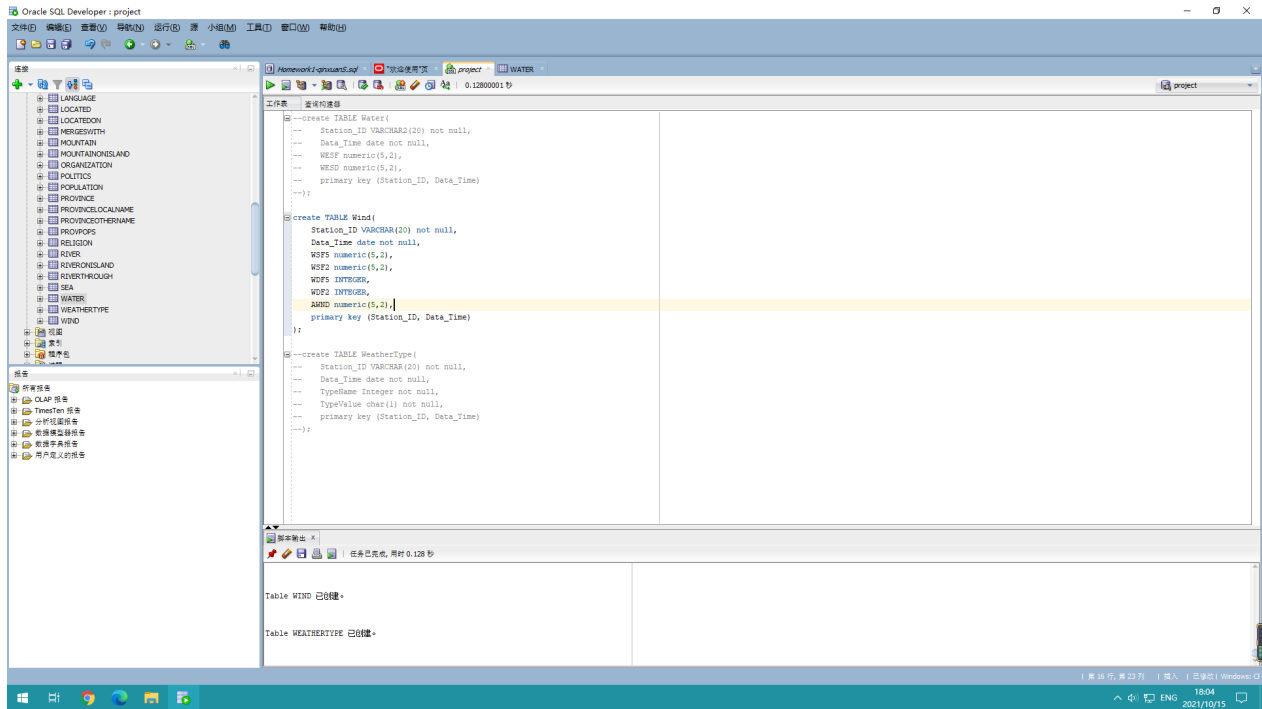 Oracle SQL Developer : project
文件(F) 编辑(E) 查看(V) 导航(N) 运行(R) 源 小组(M) 工具(T) 窗口(W) 帮助(H)
连接
Homework1-qinxuanS.sql "欢迎使用"页 project WATER
0.12800001 秒
project
工作表 查询构建器
LANGUAGE
LOCATED
LOCATEDON
MERGESWITH
MOUNTAIN
MOUNTAINONISLAND
ORGANIZATION
POLITICS
POPULATION
PROVINCE
PROVINCELOCALNAME
PROVINCEOTHERNAME
PROVPOPS
RELIGION
RIVER
RIVERONISLAND
RIVERTHROUGH
SEA
WATER
WEATHERTYPE
WIND
视图
索引
程序包
报告
所有报告
OLAP 报告
TimesTen 报告
分析视图报告
数据模型器报告
数据字典报告
用户定义的报告
--create TABLE Water(
--    Station_ID VARCHAR2(20) not null,
--    Data_Time date not null,
--    WESF numeric(5,2),
--    WESD numeric(5,2),
--    primary key (Station_ID, Data_Time)
--);
create TABLE Wind(
Station_ID VARCHAR(20) not null,
Data_Time date not null,
WSF5 numeric(5,2),
WSF2 numeric(5,2),
WDF5 INTEGER,
WDF2 INTEGER,
AWND numeric(5,2),
primary key (Station_ID, Data_Time)
);
--create TABLE WeatherType(
--    Station_ID VARCHAR(20) not null,
--    Data_Time date not null,
--    TypeName Integer not null,
--    TypeValue char(1) not null,
--    primary key (Station_ID, Data_Time)
--);
脚本输出 ×
任务已完成, 用时 0.128 秒
Table WIND 已创建。
Table WEATHERTYPE 已创建。
| 第 16 行, 第 23 列 | 插入 | 已修改 | Windows: C
ENG
18:04
2021/10/15